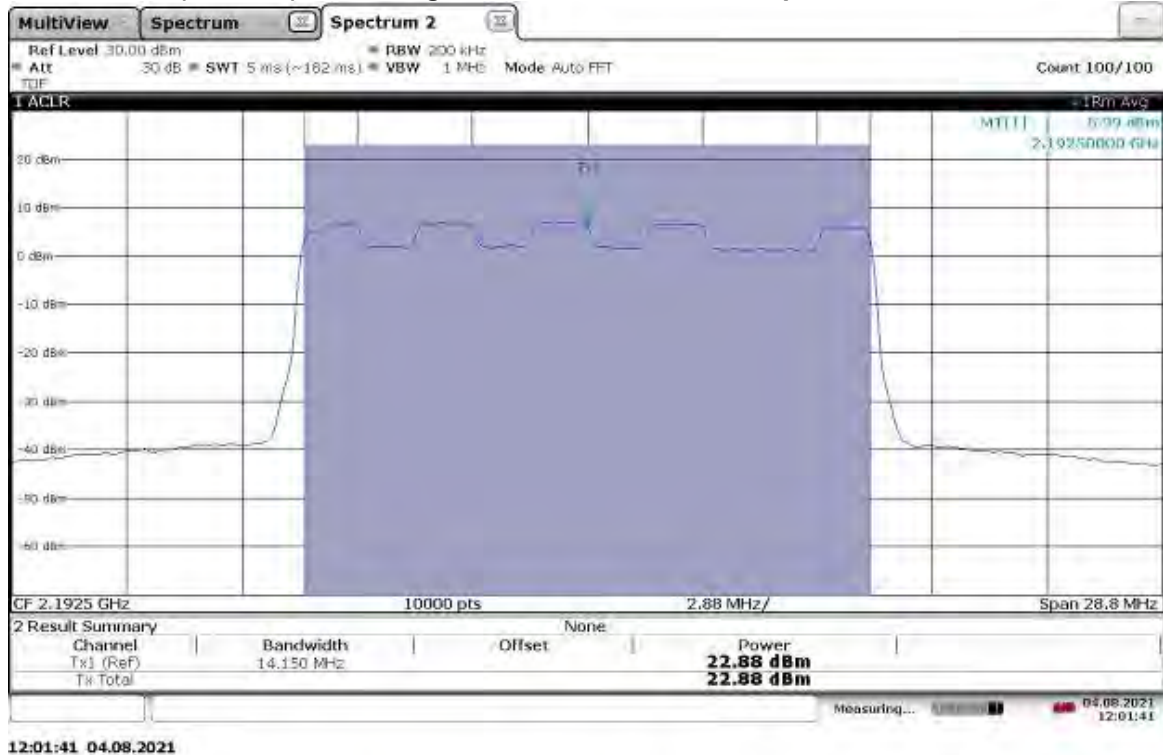 MultiView Spectrum Spectrum 2
Ref Level 30.00 dBm RBW 200 kHz
Att 30 dB SWT 5 ms (~182 ms) VBW 1 MHz Mode Auto FFT Count 100/100
TDF
1 ACLR 1Rm Avg
M1[1]
2.19250000 GHz
20 dBm
10 dBm
0 dBm
-10 dBm
-20 dBm
-30 dBm
-40 dBm
-50 dBm
-60 dBm
CF 2.1925 GHz 10000 pts 2.88 MHz/ Span 28.8 MHz
2 Result Summary None
Channel Bandwidth Offset Power
Tx1 (Ref) 14.150 MHz 22.88 dBm
Tx Total 22.88 dBm
Measuring... 04.08.2021
12:01:41
12:01:41 04.08.2021